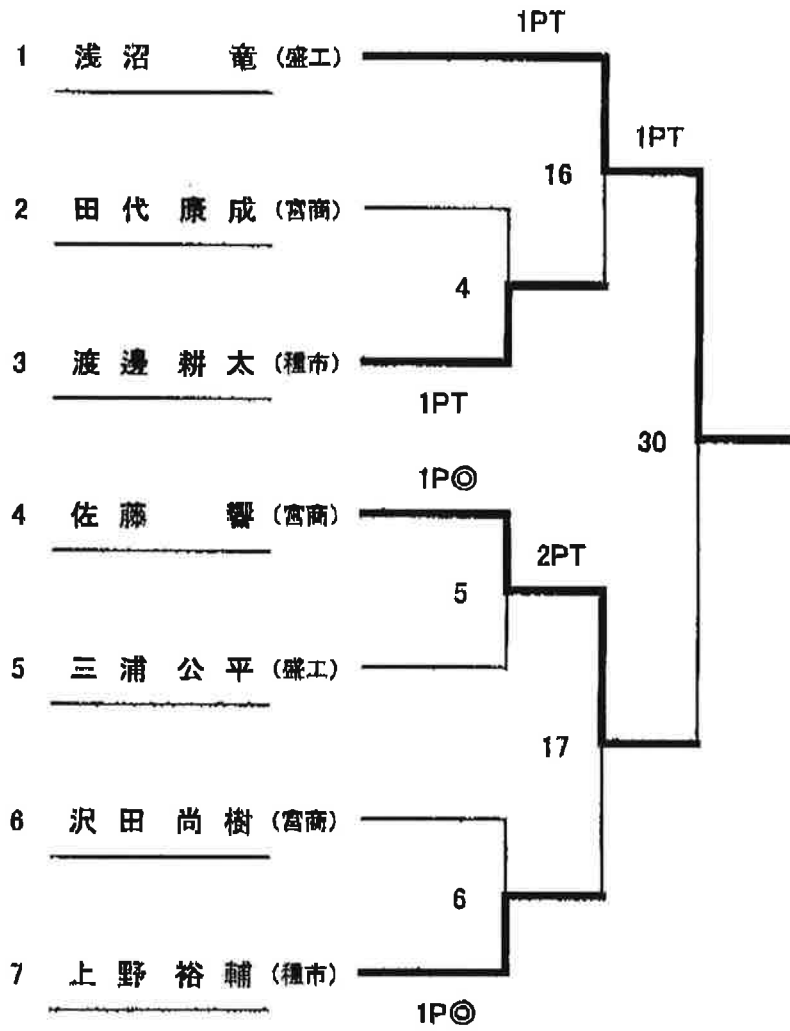 1PT
1 浅沼 竜 (盛工)
1PT
16
2 田代康成 (宮商)
4
3 渡邊耕太 (種市)
1PT
30
1P◎
4 佐藤 響 (宮商)
2PT
5
5 三浦公平 (盛工)
17
6 沢田尚樹 (宮商)
6
7 上野裕輔 (種市)
1P◎